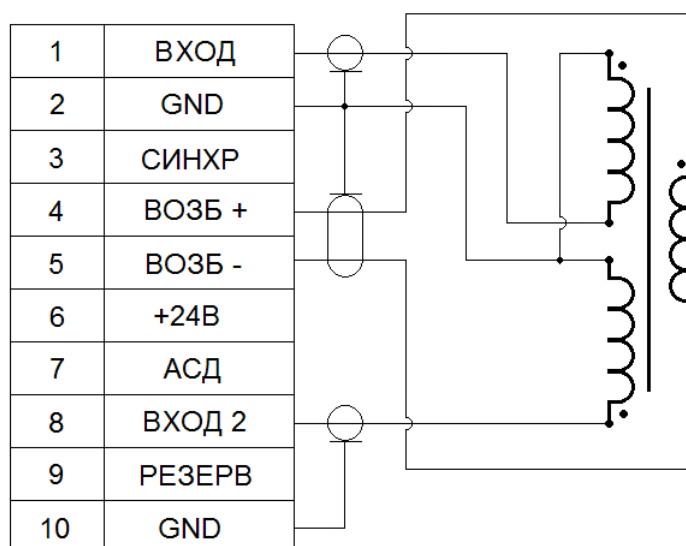 1 ВХОД
2 GND
3 СИНХР
4 ВОЗБ +
5 ВОЗБ -
6 +24В
7 АСД
8 ВХОД 2
9 РЕЗЕРВ
10 GND